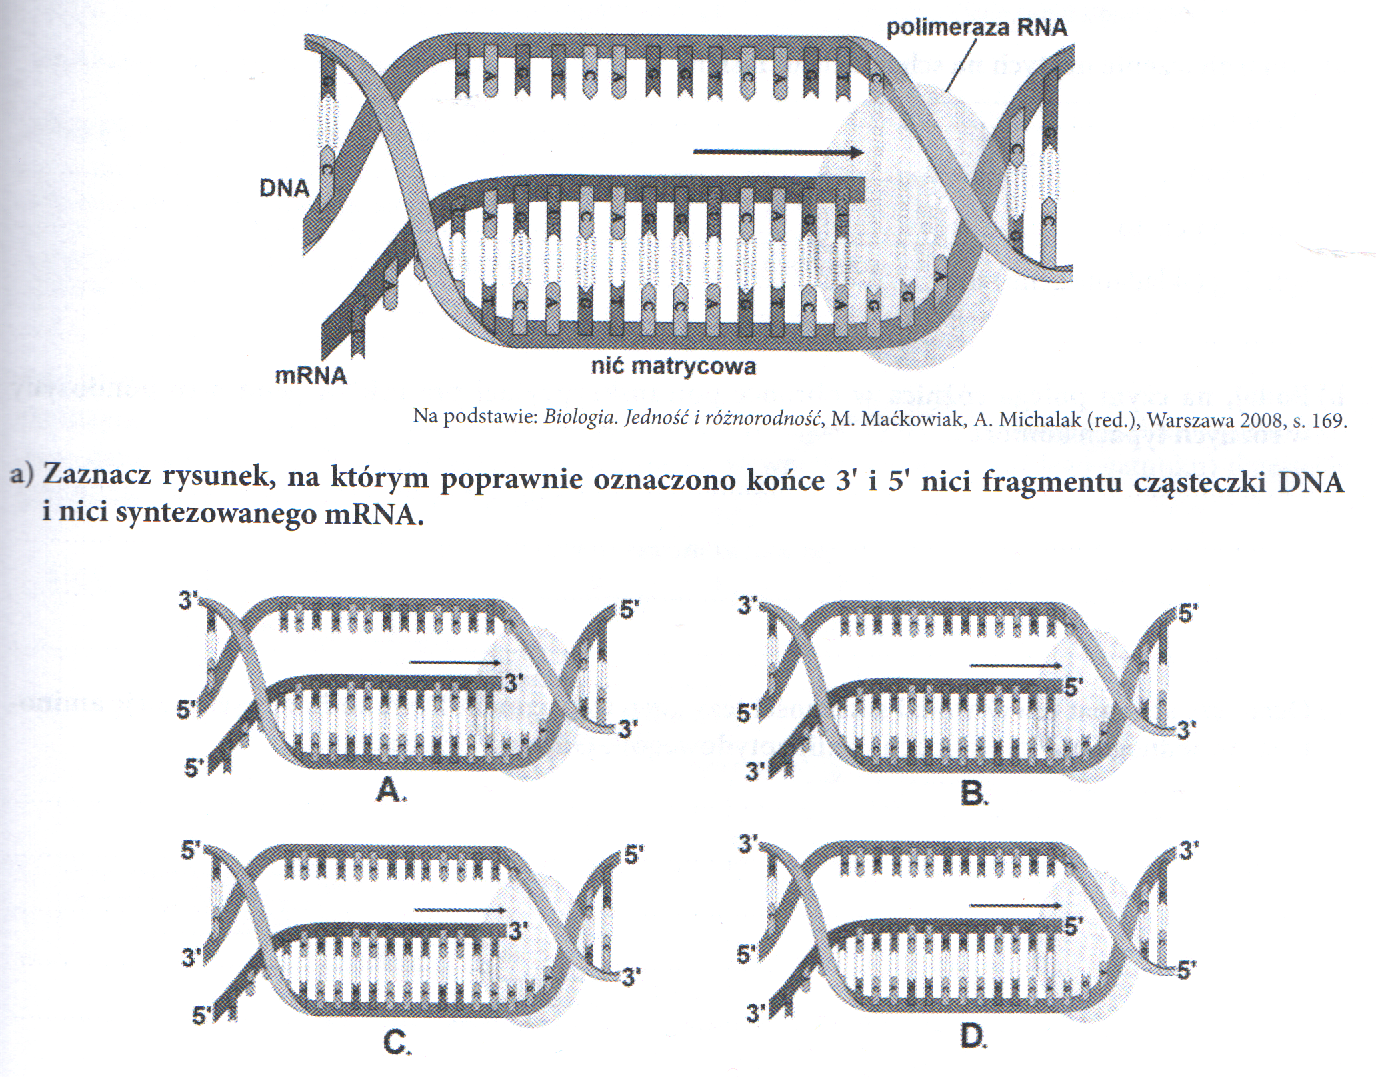 polimeraza RNA
T A G T C A G C T C A G T C
G
C
DNA
C
G
C
G
U A G U C A G G U C A G U
A
T C A G T C C A G T C A G G A
mRNA
nić matrycowa
Na podstawie: Biologia. Jedność i różnorodność, M. Maćkowiak, A. Michalak (red.), Warszawa 2008, s. 169.
a) Zaznacz rysunek, na którym poprawnie oznaczono końce 3' i 5' nici fragmentu cząsteczki DNA
i nici syntezowanego mRNA.
3' 5'
3'
5' 3'
5'
A.
3' 5'
5'
5' 3'
3'
B.
5' 5'
3'
3' 3'
5'
C.
3' 3'
5'
5' 5'
3'
D.